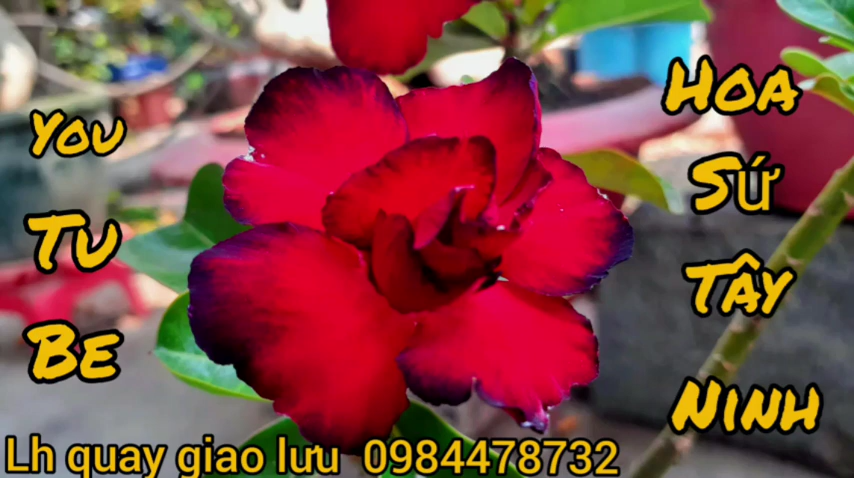 You
Tu
Be
Hoa
Sứ
Tây
Ninh
Lh quay giao lưu 0984478732